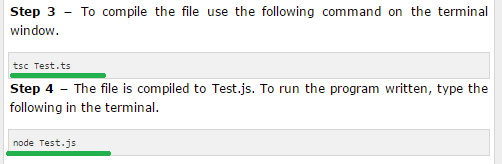 Step 3 – To compile the file use the following command on the terminal
window.
tsc Test.ts
Step 4 – The file is compiled to Test.js. To run the program written, type the
following in the terminal.
node Test.js